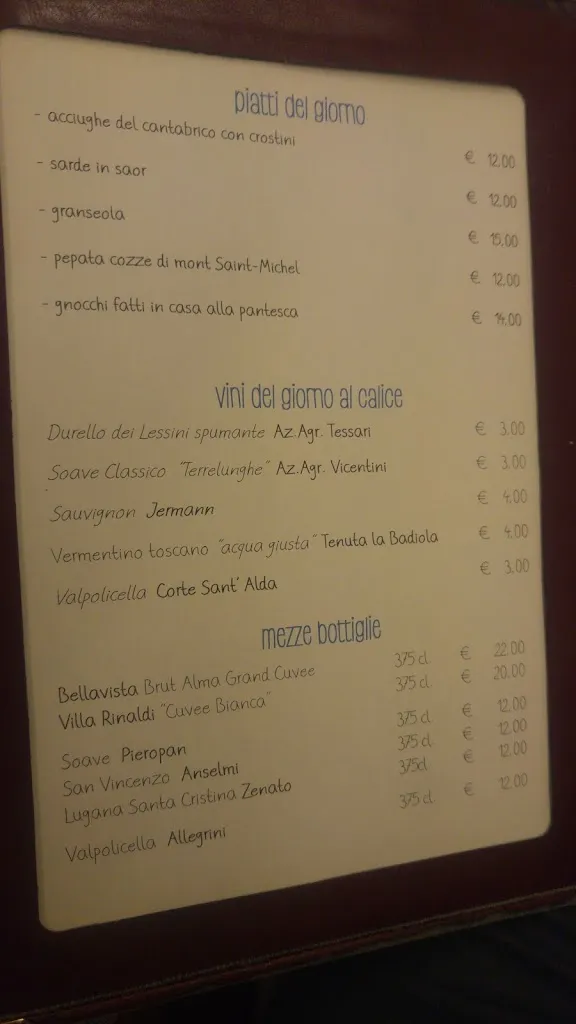 piatti del giorno
- acciughe del cantabrico con crostini € 12.00
- sarde in saor € 12.00
- granseola € 15.00
- pepata cozze di mont Saint-Michel € 12.00
- gnocchi fatti in casa alla pantesca € 14.00
vini del giorno al calice
Durello dei Lessini spumante Az.Agr. Tessari € 3.00
Soave Classico "Terrelunghe" Az.Agr. Vicentini € 3.00
Sauvignon Jermann € 4.00
Vermentino toscano "acqua giusta" Tenuta la Badiola € 4.00
Valpolicella Corte Sant' Alda € 3.00
mezze bottiglie
Bellavista Brut Alma Grand Cuvee 375 cl. € 22.00
Villa Rinaldi "Cuvee Bianca" 375 cl. € 20.00
Soave Pieropan 375 cl. € 12.00
San Vincenzo Anselmi 375 cl. € 12.00
Lugana Santa Cristina Zenato 375cl. € 12.00
Valpolicella Allegrini 375 cl. € 12.00